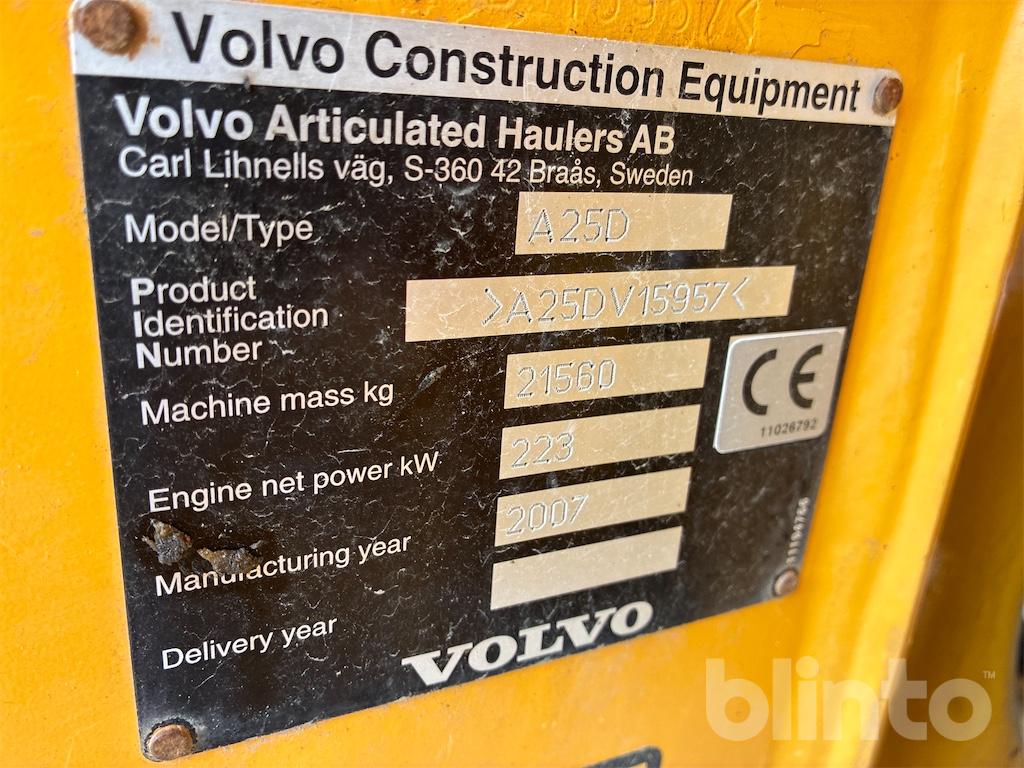 Volvo Construction Equipment
Volvo Articulated Haulers AB
Carl Lihnells väg, S-360 42 Braås, Sweden
Model/Type A25D
Product
Identification >A25DV15957<
Number
Machine mass kg 21560
CE
11026792
Engine net power kW 223
Manufacturing year 2007
Delivery year
11194766
VOLVO
blinto™